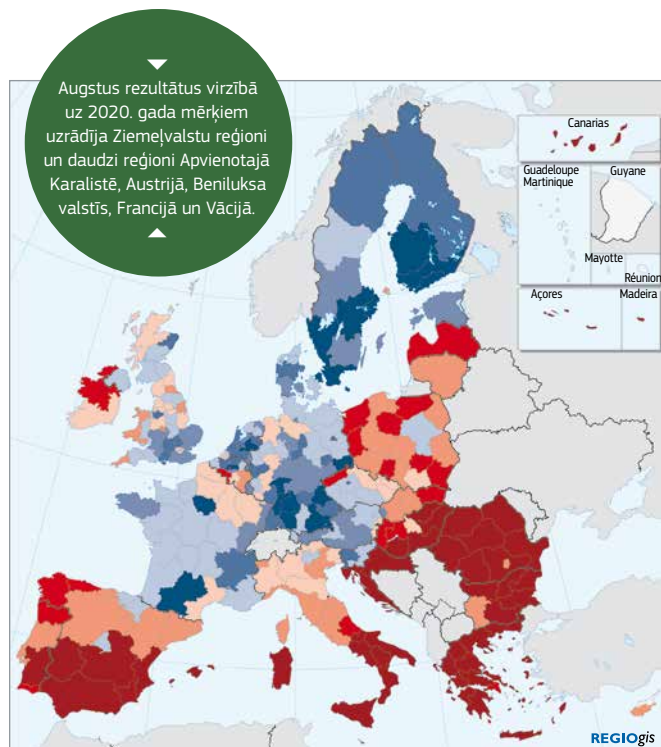 Augstus rezultātus virzībā
uz 2020. gada mērķiem
uzrādīja Ziemeļvalstu reģioni
un daudzi reģioni Apvienotajā
Karalistē, Austrijā, Beniluksa
valstīs, Francijā un Vācijā.
Canarias
Guadeloupe
Martinique
Guyane
Mayotte
Réunion
Açores
Madeira
REGIOgis